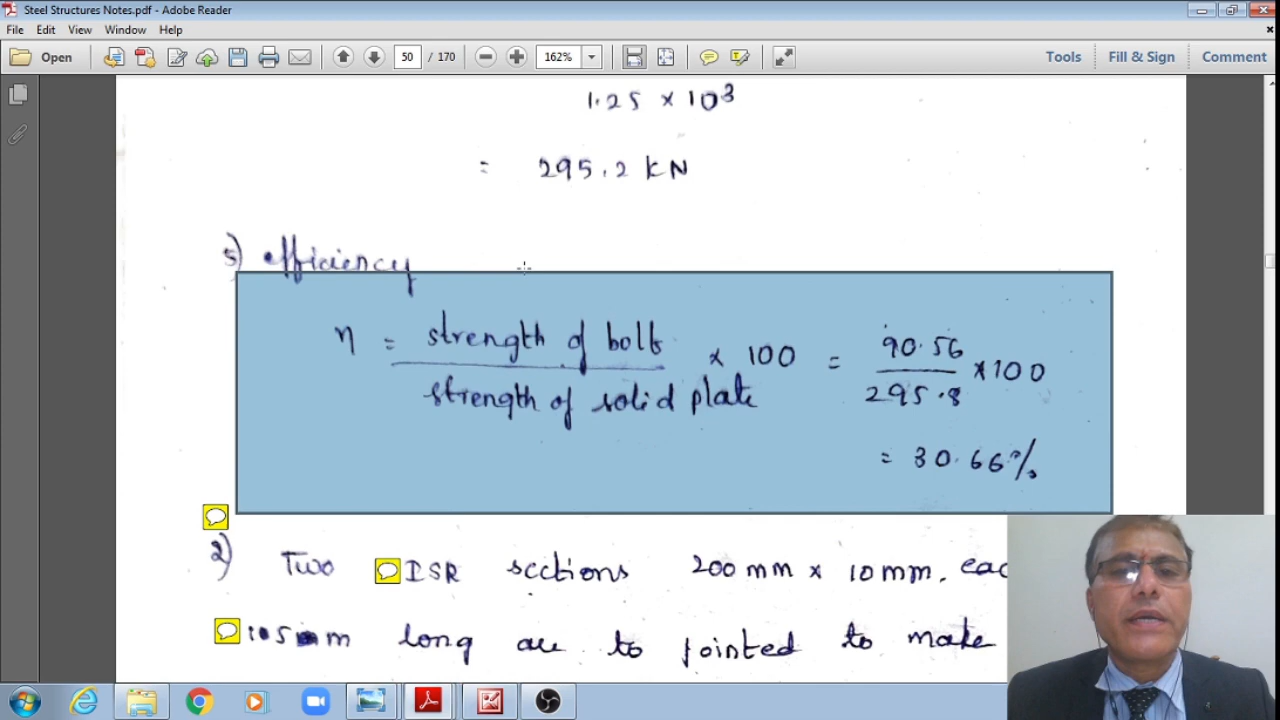 Steel Structures Notes.pdf - Adobe Reader
File Edit View Window Help
Open 50 / 170 162% Tools Fill & Sign Comment
1.25 × 10³
= 295.2 kN
5) efficiency
η = strength of bolt / strength of solid plate × 100 = 90.56 / 295.8 × 100
= 30.66%
2) Two ISR sections 200 mm × 10 mm. eac
long are to jointed to make